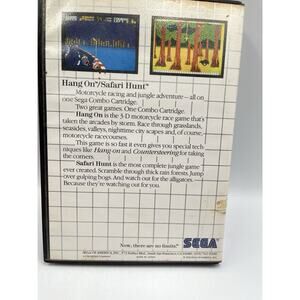 Hang On®/Safari Hunt™
Motorcycle racing and jungle adventure—all on
one Sega Combo Cartridge.
Two great games. One Combo Cartridge.
Hang On is the 3-D motorcycle race game that's
taken the arcades by storm. Race through grasslands,
seasides, valleys, nighttime city scapes and, of course,
motorcycle racecourses.
This game is so fast it even gives you special tech-
niques like Hang on and Countersteering for taking
the corners.
Safari Hunt is the most complete jungle game
ever created. Scramble through thick rain forests. Jump
over gulping bogs. And watch out for the alligators.
Because they're watching out for you.
Now, there are no limits.
SEGA